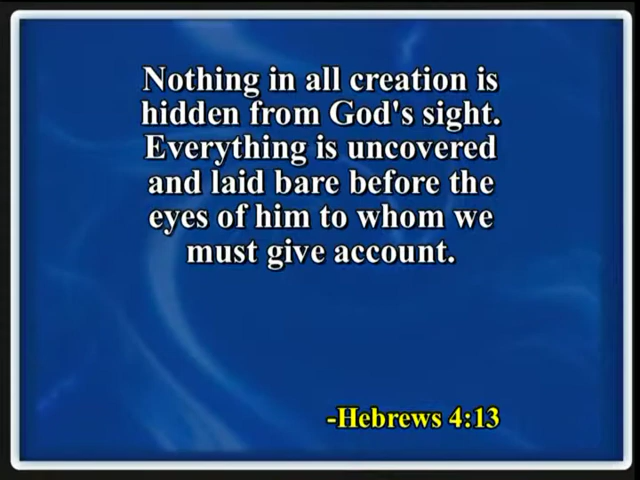 Nothing in all creation is
hidden from God's sight.
Everything is uncovered
and laid bare before the
eyes of him to whom we
must give account.
-Hebrews 4:13